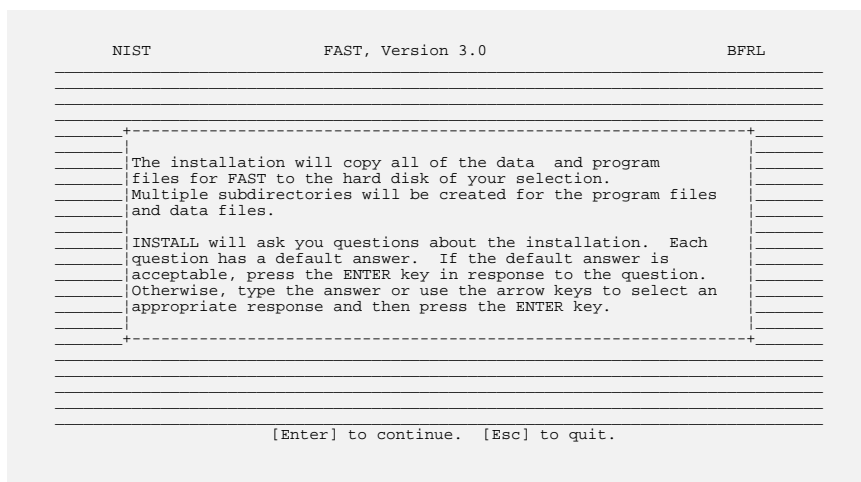 NIST FAST, Version 3.0 BFRL
The installation will copy all of the data and program
files for FAST to the hard disk of your selection.
Multiple subdirectories will be created for the program files
and data files.
INSTALL will ask you questions about the installation. Each
question has a default answer. If the default answer is
acceptable, press the ENTER key in response to the question.
Otherwise, type the answer or use the arrow keys to select an
appropriate response and then press the ENTER key.
[Enter] to continue. [Esc] to quit.